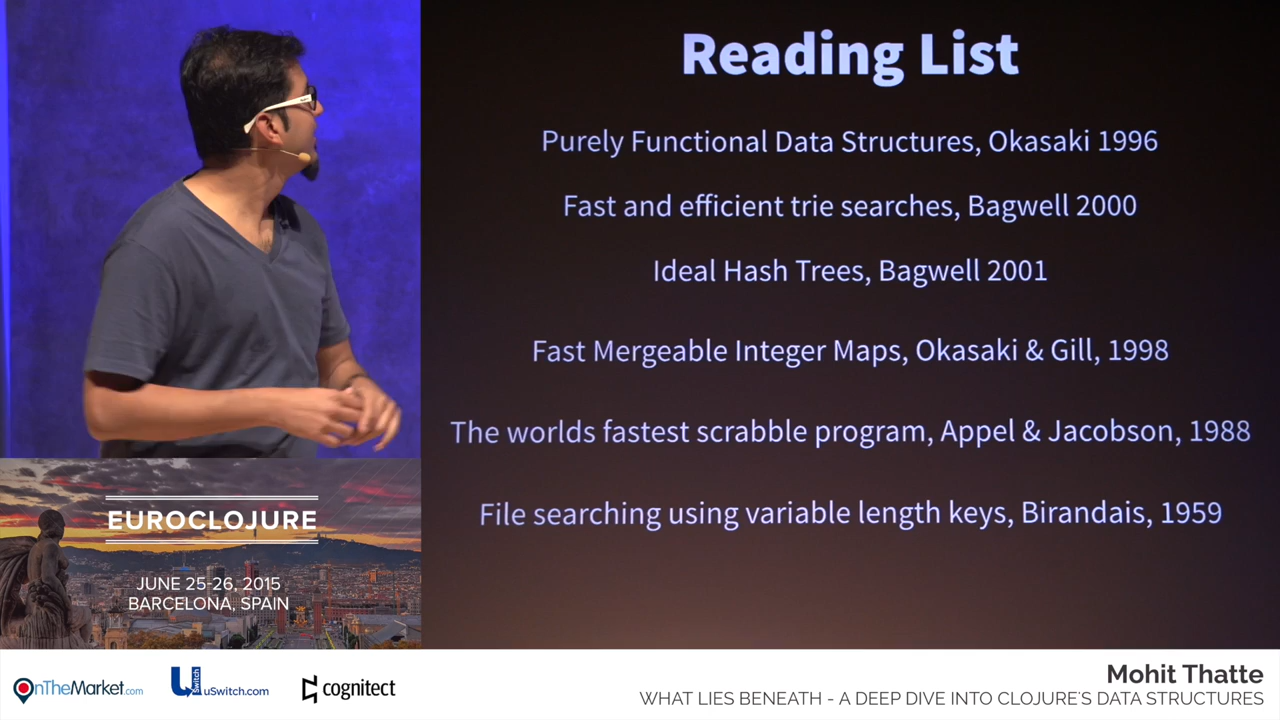 Reading List
Purely Functional Data Structures, Okasaki 1996
Fast and efficient trie searches, Bagwell 2000
Ideal Hash Trees, Bagwell 2001
Fast Mergeable Integer Maps, Okasaki & Gill, 1998
The worlds fastest scrabble program, Appel & Jacobson, 1988
File searching using variable length keys, Birandais, 1959
EUROCLOJURE
JUNE 25-26, 2015
BARCELONA, SPAIN
OnTheMarket.com
uSwitch uSwitch.com
cognitect
Mohit Thatte
WHAT LIES BENEATH - A DEEP DIVE INTO CLOJURE'S DATA STRUCTURES